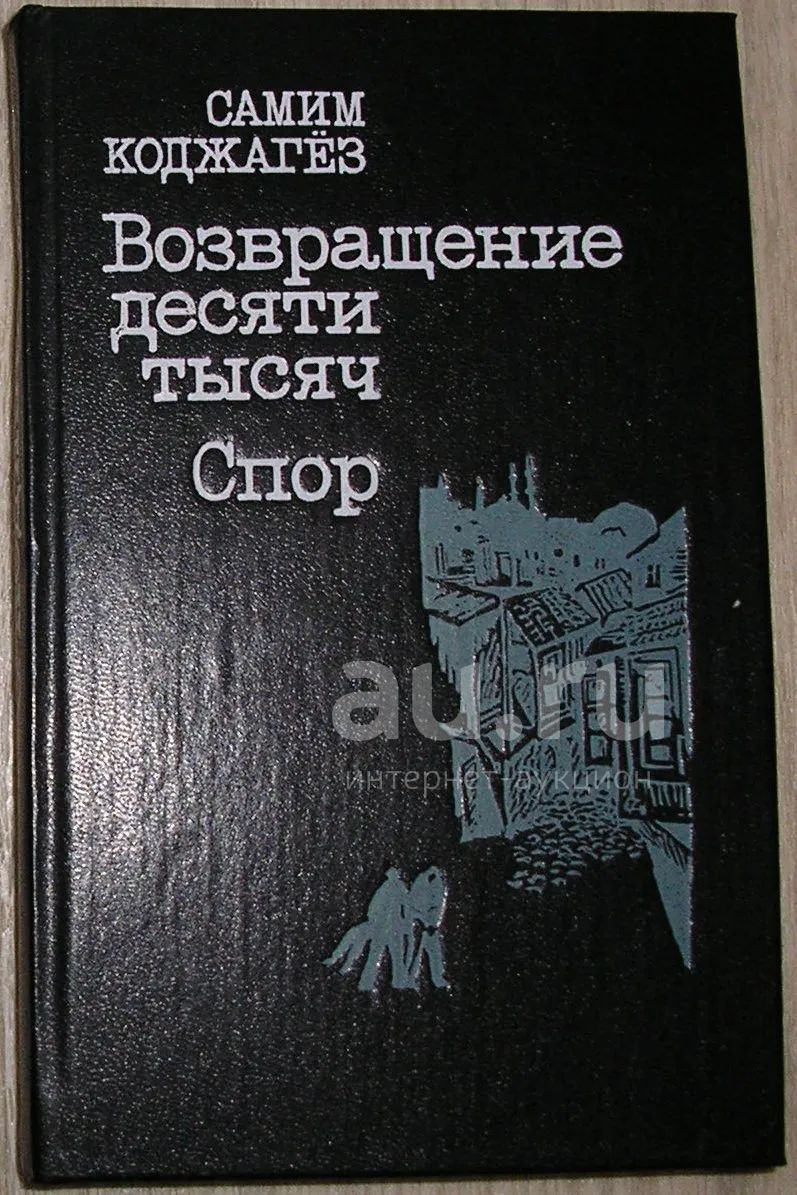 САМИМ
КОДЖАГЁЗ
Возвращение
десяти
тысяч
Спор
au.ru
интернет-аукцион